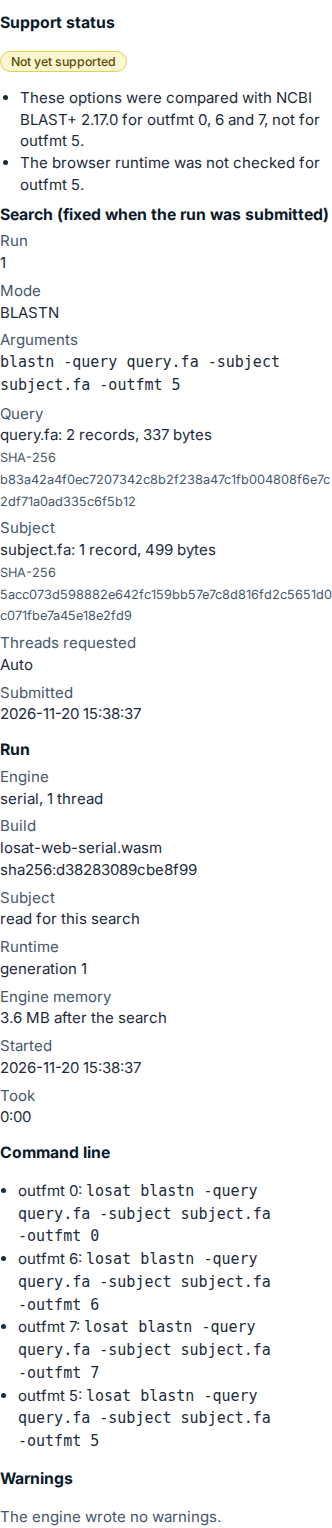 Support status
Not yet supported
• These options were compared with NCBI
BLAST+ 2.17.0 for outfmt 0, 6 and 7, not for
outfmt 5.
• The browser runtime was not checked for
outfmt 5.
Search (fixed when the run was submitted)
Run
1
Mode
BLASTN
Arguments
blastn -query query.fa -subject
subject.fa -outfmt 5
Query
query.fa: 2 records, 337 bytes
SHA-256
b83a42a4f0ec7207342c8b2f238a47c1fb004808f6e7c
2df71a0ad335c6f5b12
Subject
subject.fa: 1 record, 499 bytes
SHA-256
5acc073d598882e642fc159bb57e7c8d816fd2c5651d0
c071fbe7a45e18e2fd9
Threads requested
Auto
Submitted
2026-11-20 15:38:37
Run
Engine
serial, 1 thread
Build
losat-web-serial.wasm
sha256:d38283089cbe8f99
Subject
read for this search
Runtime
generation 1
Engine memory
3.6 MB after the search
Started
2026-11-20 15:38:37
Took
0:00
Command line
• outfmt 0: losat blastn -query
query.fa -subject subject.fa
-outfmt 0
• outfmt 6: losat blastn -query
query.fa -subject subject.fa
-outfmt 6
• outfmt 7: losat blastn -query
query.fa -subject subject.fa
-outfmt 7
• outfmt 5: losat blastn -query
query.fa -subject subject.fa
-outfmt 5
Warnings
The engine wrote no warnings.